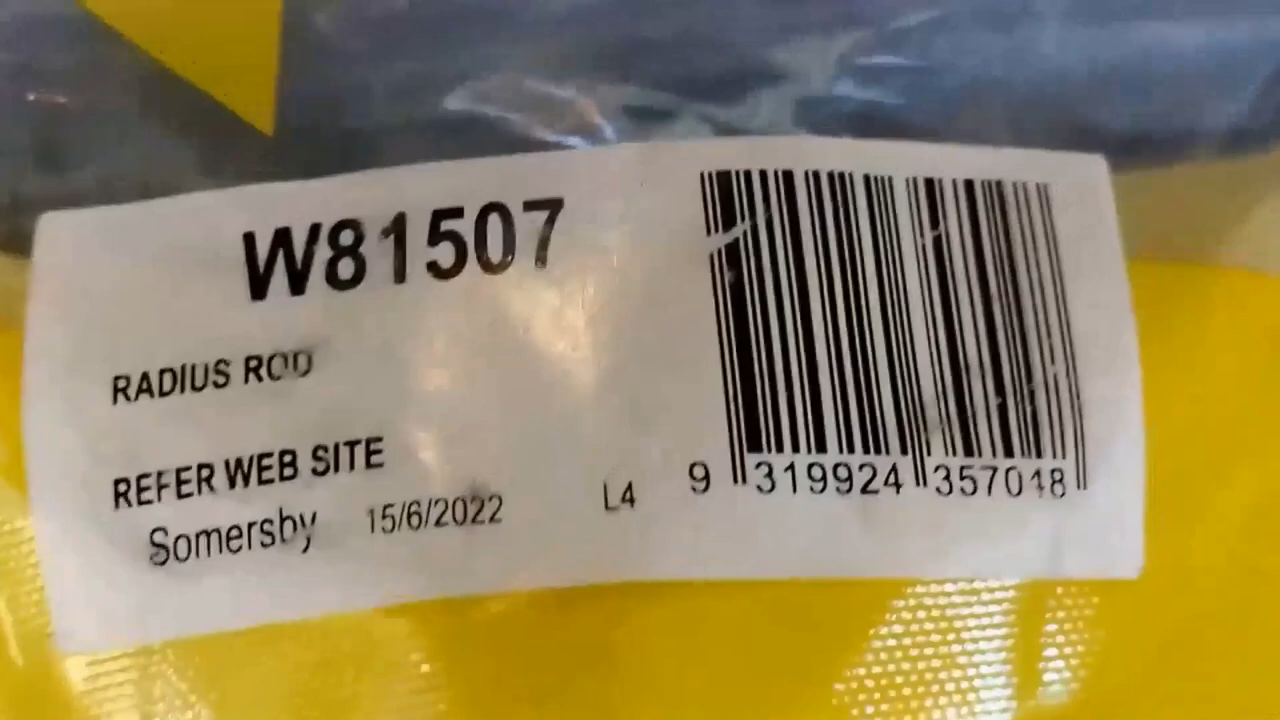 W81507
RADIUS ROD
REFER WEB SITE
Somersby 15/6/2022 L4
9 319924 357048